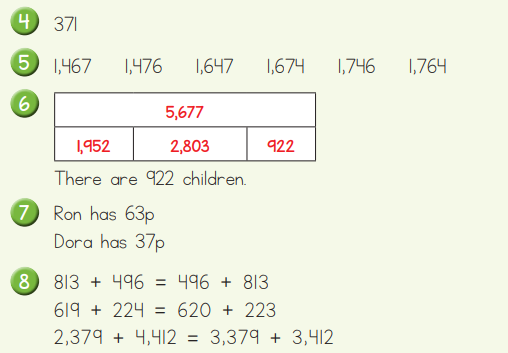 4 371
5 1,467 1,476 1,647 1,674 1,746 1,764
6
5,677
1,952 2,803 922
There are 922 children.
7 Ron has 63p
Dora has 37p
8 813 + 496 = 496 + 813
619 + 224 = 620 + 223
2,379 + 4,412 = 3,379 + 3,412